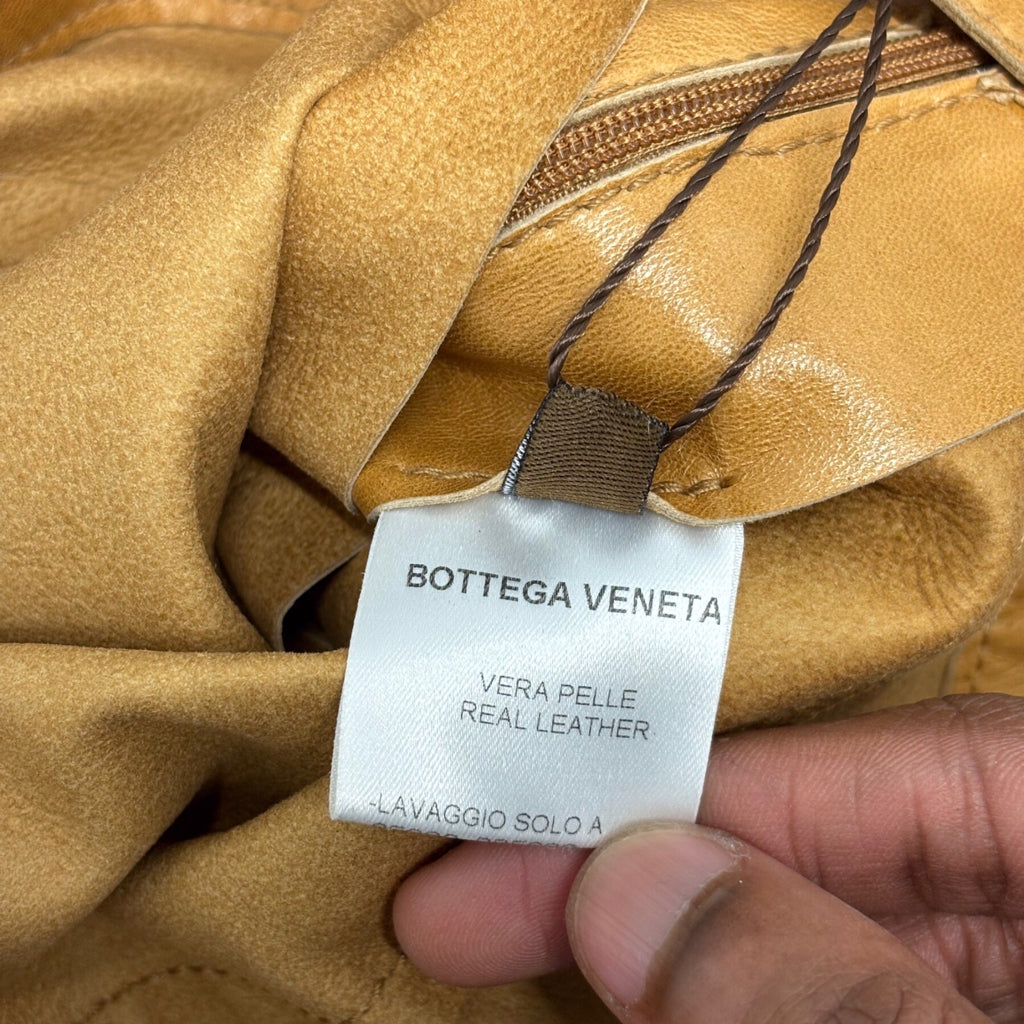 BOTTEGA VENETA
VERA PELLE
REAL LEATHER
-LAVAGGIO SOLO A